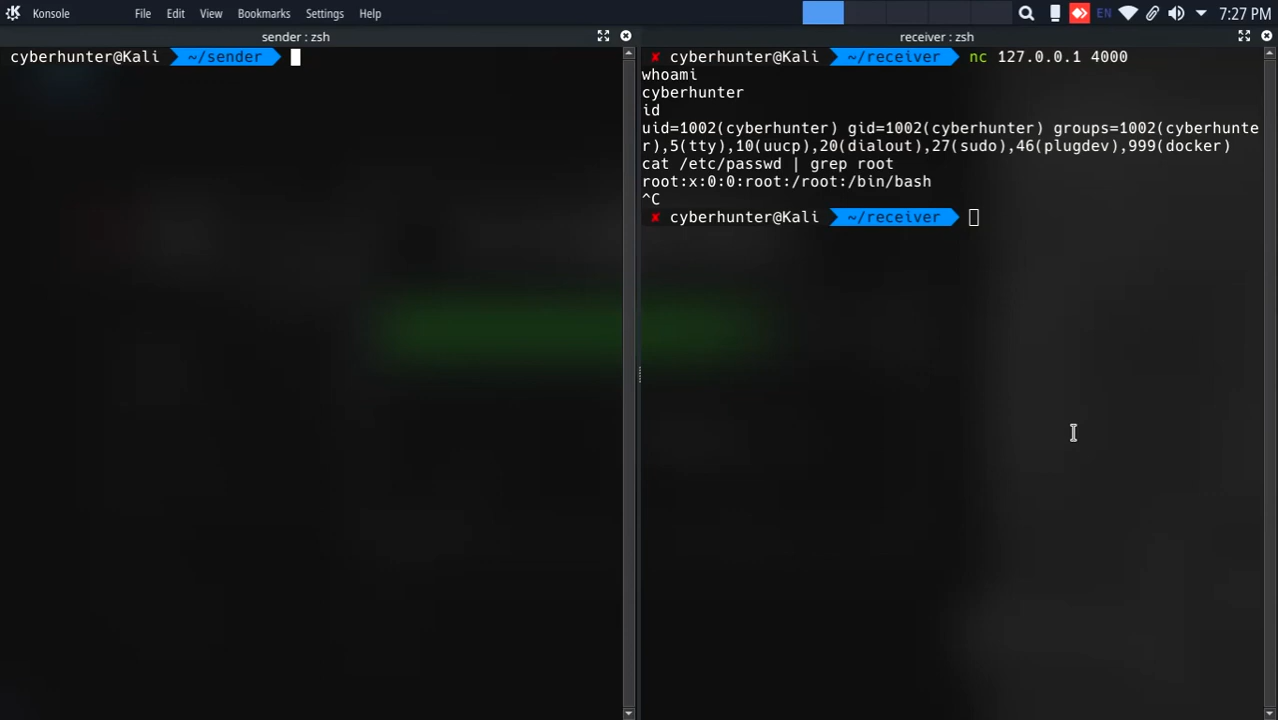 Konsole File Edit View Bookmarks Settings Help EN 7:27 PM
sender : zsh
cyberhunter@Kali ~/sender
receiver : zsh
✘ cyberhunter@Kali ~/receiver nc 127.0.0.1 4000
whoami
cyberhunter
id
uid=1002(cyberhunter) gid=1002(cyberhunter) groups=1002(cyberhunte
r),5(tty),10(uucp),20(dialout),27(sudo),46(plugdev),999(docker)
cat /etc/passwd | grep root
root:x:0:0:root:/root:/bin/bash
^C
✘ cyberhunter@Kali ~/receiver